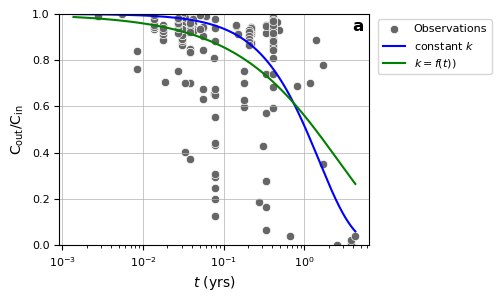 a
Observations
constant k
k = f(t))
1.0
0.8
0.6
0.4
0.2
0.0
C_out/C_in
10^−3
10^−2
10^−1
10^0
t (yrs)